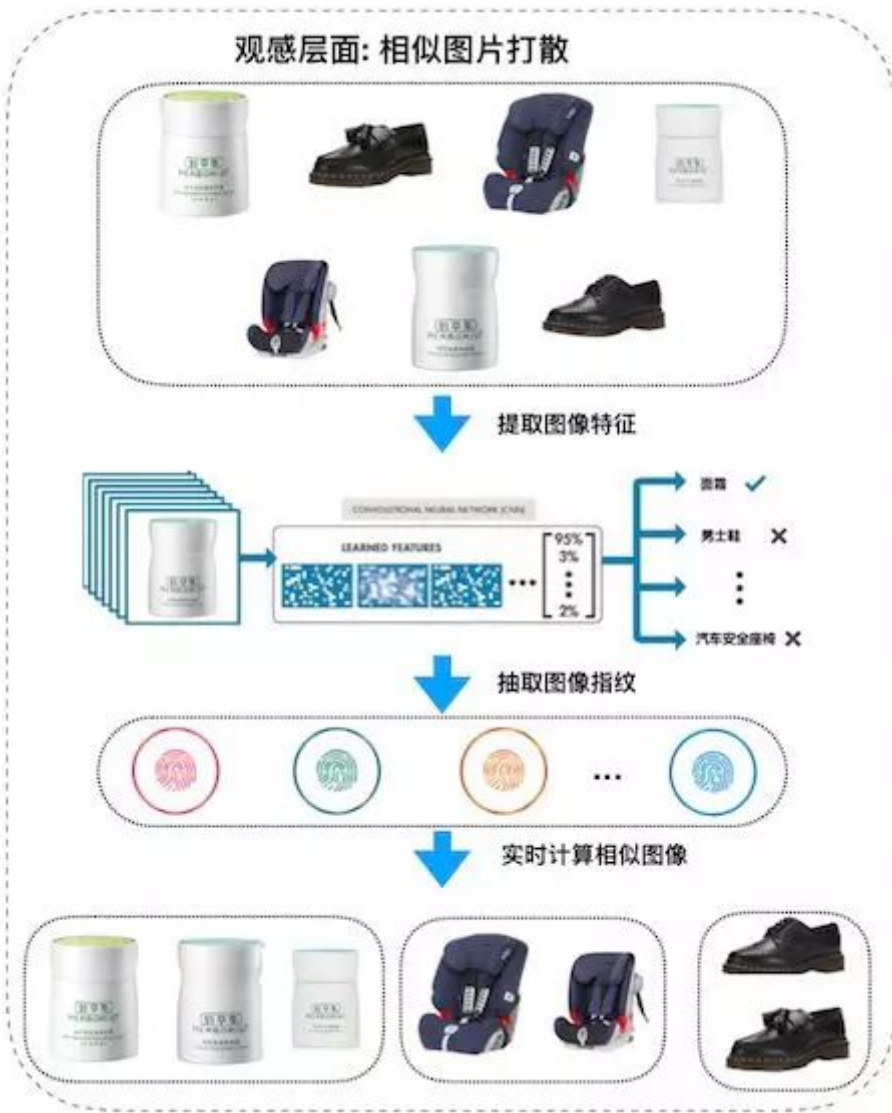 观感层面: 相似图片打散
提取图像特征
CONVOLUTIONAL NEURAL NETWORK (CNN)
LEARNED FEATURES
95%
3%
2%
面霜
男士鞋
汽车安全座椅
抽取图像指纹
实时计算相似图像